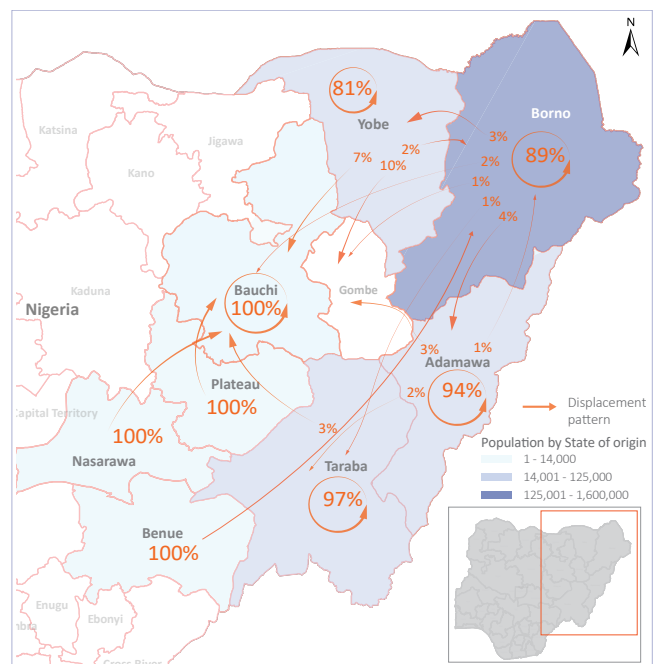 N
Katsina
Jigawa
Kano
81%
Yobe
Borno
3%
2%
7%
10%
2%
89%
1%
1%
4%
Kaduna
Nigeria
Bauchi
100%
Gombe
3%
1%
Adamawa
94%
2%
Plateau
100%
Capital Territory
100%
Nasarawa
3%
Taraba
97%
Benue
100%
Enugu
Ebonyi
mbra
Cross River
Displacement
pattern
Population by State of origin
1 - 14,000
14,001 - 125,000
125,001 - 1,600,000